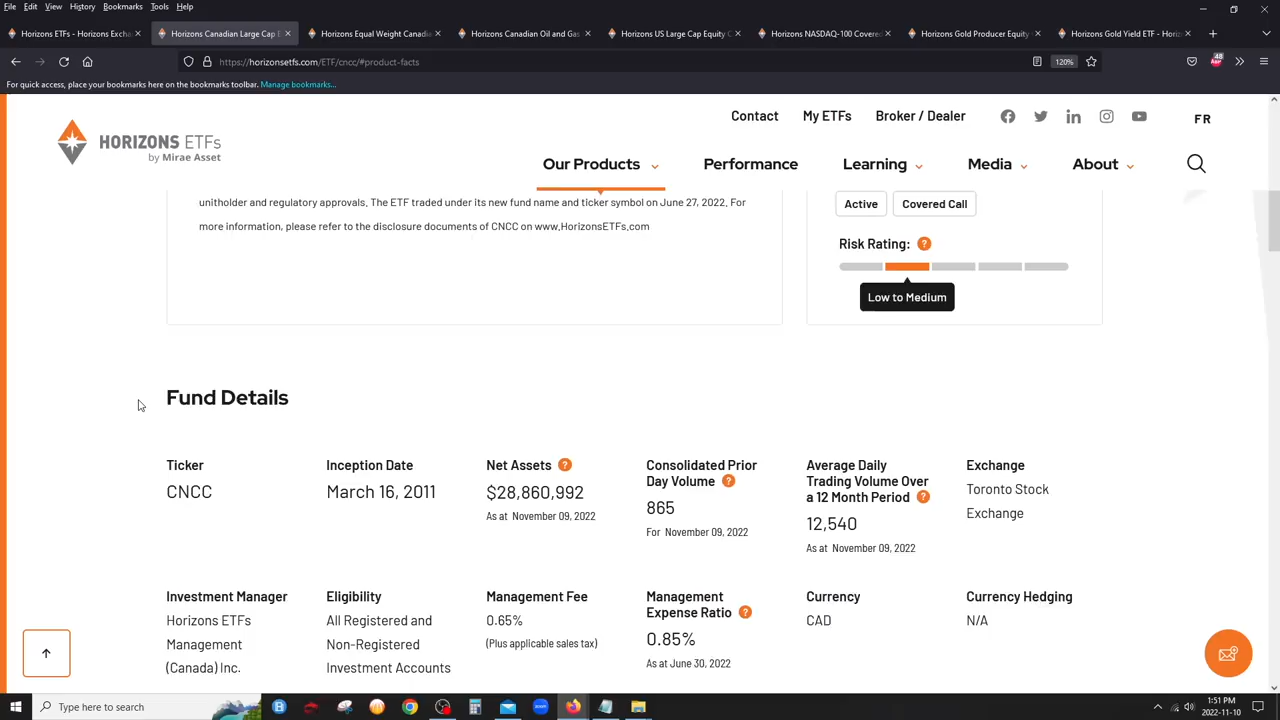 File Edit View History Bookmarks Tools Help
Horizons ETFs - Horizons Exch
Horizons Canadian Large Cap E
Horizons Equal Weight Canadi
Horizons Canadian Oil and Gas
Horizons US Large Cap Equity C
Horizons NASDAQ-100 Covered
Horizons Gold Producer Equity
Horizons Gold Yield ETF - Horiz
https://horizonsetfs.com/ETF/cncc/#product-facts
120%
For quick access, place your bookmarks here on the bookmarks toolbar. Manage bookmarks...
Contact My ETFs Broker / Dealer
FR
HORIZONS ETFs
by Mirae Asset
Our Products Performance Learning Media About
unitholder and regulatory approvals. The ETF traded under its new fund name and ticker symbol on June 27, 2022. For
more information, please refer to the disclosure documents of CNCC on www.HorizonsETFs.com
Active Covered Call
Risk Rating: ?
Low to Medium
Fund Details
Ticker
CNCC
Inception Date
March 16, 2011
Net Assets ?
$28,860,992
As at November 09, 2022
Consolidated Prior
Day Volume ?
865
For November 09, 2022
Average Daily
Trading Volume Over
a 12 Month Period ?
12,540
As at November 09, 2022
Exchange
Toronto Stock
Exchange
Investment Manager
Horizons ETFs
Management
(Canada) Inc.
Eligibility
All Registered and
Non-Registered
Investment Accounts
Management Fee
0.65%
(Plus applicable sales tax)
Management
Expense Ratio ?
0.85%
As at June 30, 2022
Currency
CAD
Currency Hedging
N/A
Type here to search
1:51 PM
2022-11-10